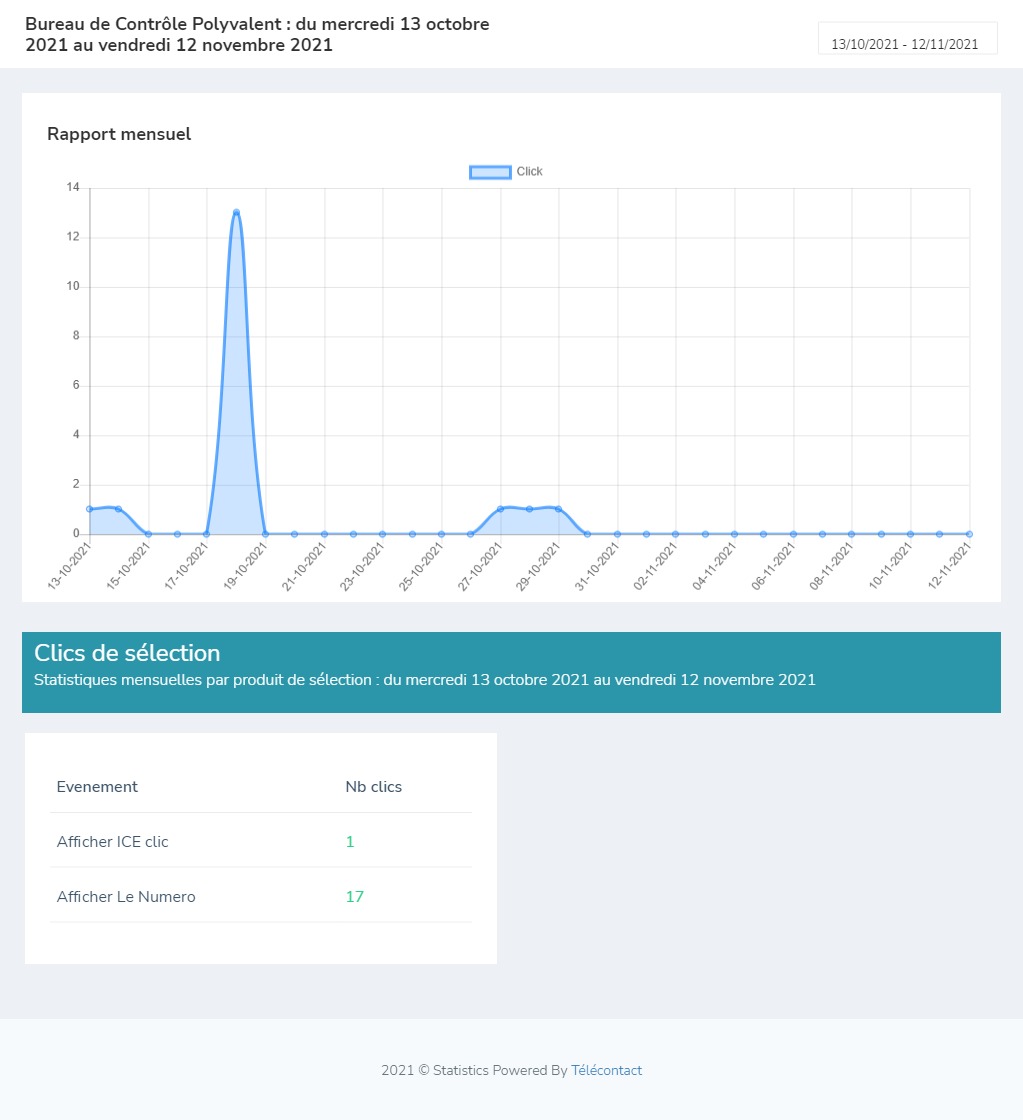 Bureau de Contrôle Polyvalent : du mercredi 13 octobre
2021 au vendredi 12 novembre 2021
13/10/2021 - 12/11/2021
Rapport mensuel
Click
14
12
10
8
6
4
2
0
13-10-2021
15-10-2021
17-10-2021
19-10-2021
21-10-2021
23-10-2021
25-10-2021
27-10-2021
29-10-2021
31-10-2021
02-11-2021
04-11-2021
06-11-2021
08-11-2021
10-11-2021
12-11-2021
Clics de sélection
Statistiques mensuelles par produit de sélection : du mercredi 13 octobre 2021 au vendredi 12 novembre 2021
Evenement Nb clics
Afficher ICE clic 1
Afficher Le Numero 17
2021 © Statistics Powered By Télécontact